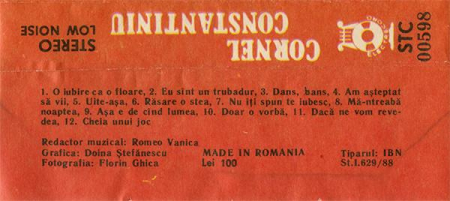 STEREO
LOW NOISE
CORNEL
CONSTANTINIU
ELECTRECORD
STC
00598
1. O iubire ca o floare, 2. Eu sînt un trubadur, 3. Dans, dans, 4. Am așteptat
să vii, 5. Uite-așa, 6. Răsare o stea, 7. Nu îți spun te iubesc, 8. Mă-ntreabă
noaptea, 9. Așa e de cînd lumea, 10. Doar o vorbă, 11. Dacă ne vom reve-
dea, 12. Cheia unui joc
Redactor muzical: Romeo Vanica
Grafica: Doina Ștefănescu
Fotografia: Florin Ghica
MADE IN ROMANIA
Lei 100
Tiparul: IBN
St.I.629/88